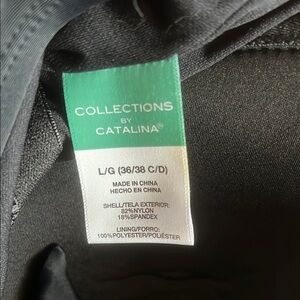 COLLECTIONS
BY
CATALINA®
L/G (36/38 C/D)
MADE IN CHINA
HECHO EN CHINA
SHELL/TELA EXTERIOR:
82%NYLON
18%SPANDEX
LINING/FORRO:
100%POLYESTER/POLIÉSTER